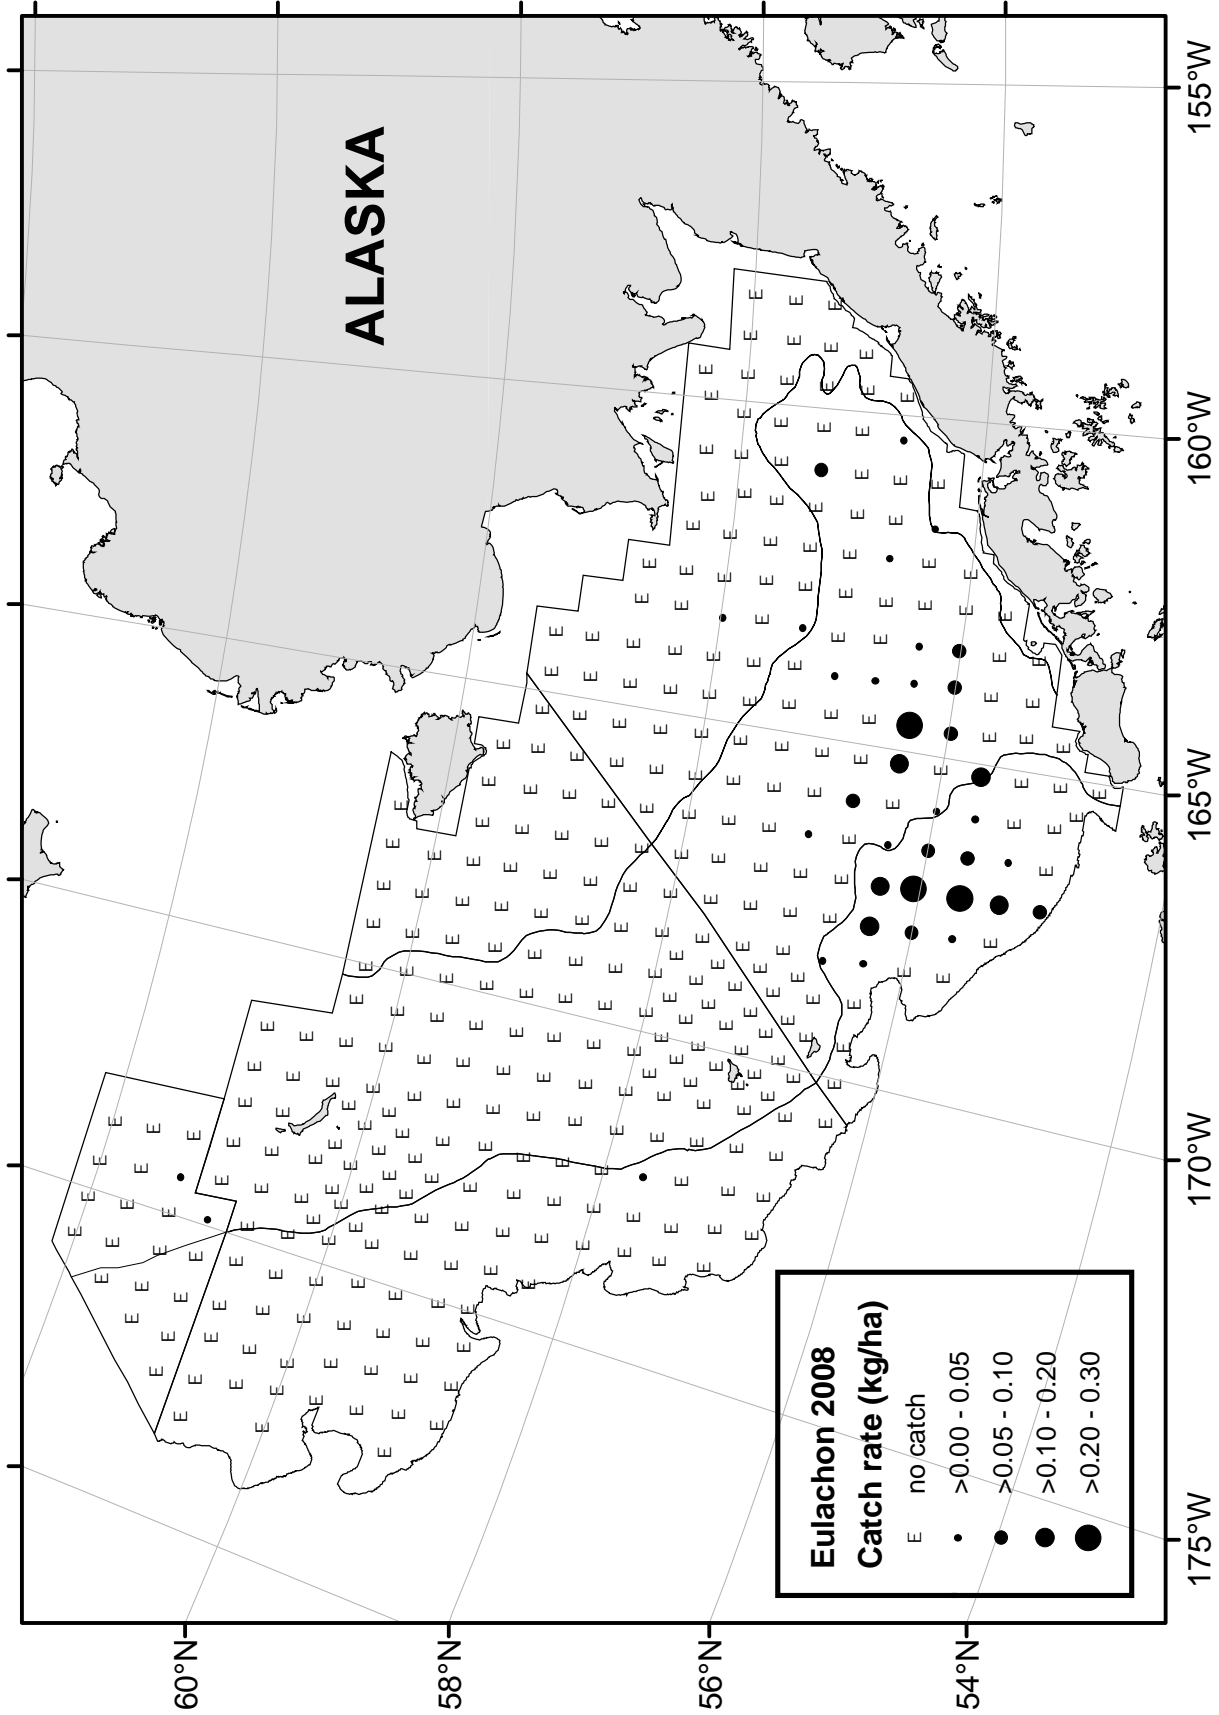 ALASKA
Eulachon 2008
Catch rate (kg/ha)
E no catch
>0.00 - 0.05
>0.05 - 0.10
>0.10 - 0.20
>0.20 - 0.30
60°N
58°N
56°N
54°N
175°W
170°W
165°W
160°W
155°W